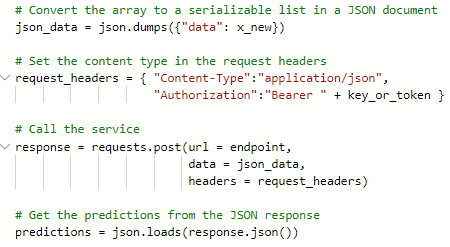 # Convert the array to a serializable list in a JSON document
json_data = json.dumps({"data": x_new})
# Set the content type in the request headers
request_headers = { "Content-Type":"application/json",
"Authorization":"Bearer " + key_or_token }
# Call the service
response = requests.post(url = endpoint,
data = json_data,
headers = request_headers)
# Get the predictions from the JSON response
predictions = json.loads(response.json())